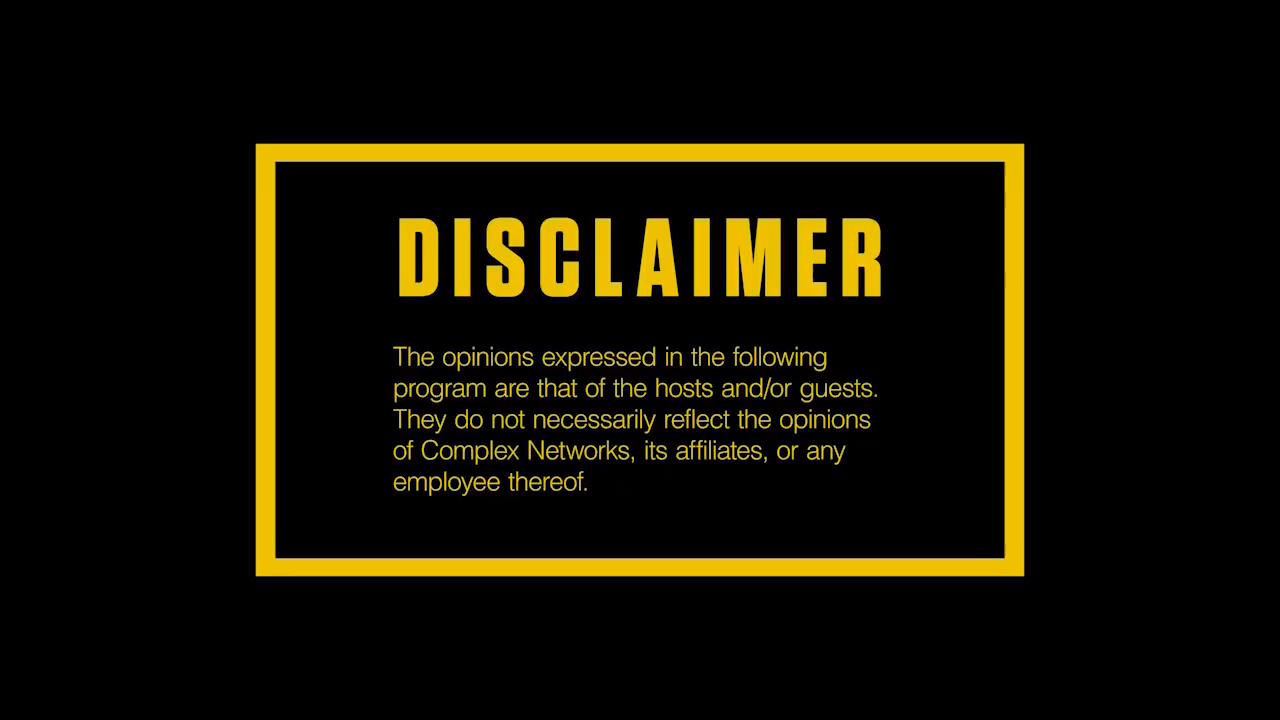 DISCLAIMER
The opinions expressed in the following
program are that of the hosts and/or guests.
They do not necessarily reflect the opinions
of Complex Networks, its affiliates, or any
employee thereof.